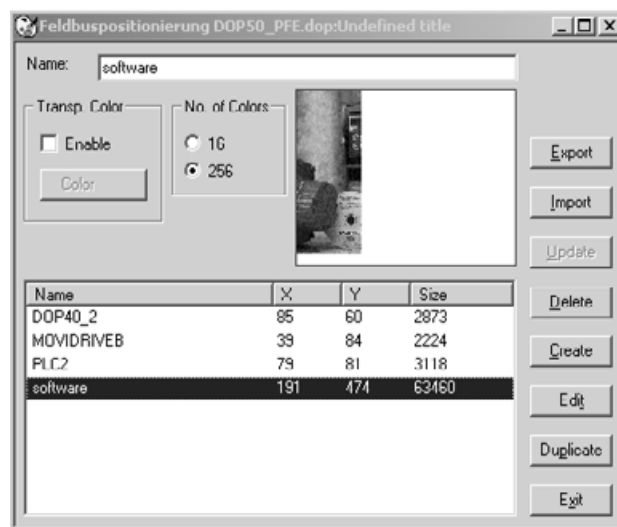 Feldbuspositionierung DOP50_PFE.dop:Undefined title
Name: software
Transp. Color
Enable
Color
No. of Colors
16
256
Export
Import
Update
Delete
Create
Edit
Duplicate
Exit
Name X Y Size
DOP40_2 85 60 2873
MOVIDRIVEB 39 84 2224
PLC2 79 81 3118
software 191 474 63460